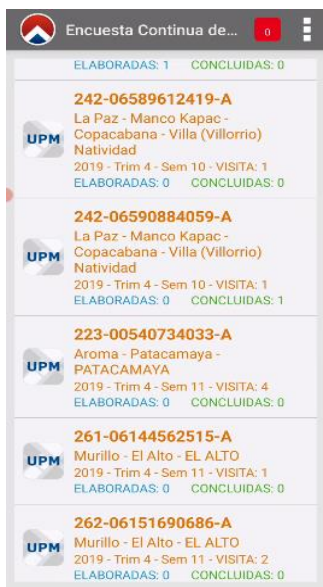 Encuesta Continua de...
0
ELABORADAS: 1 CONCLUIDAS: 0
242-06589612419-A
La Paz - Manco Kapac -
Copacabana - Villa (Villorrio)
Natividad
2019 - Trim 4 - Sem 10 - VISITA: 1
ELABORADAS: 0 CONCLUIDAS: 0
UPM
242-06590884059-A
La Paz - Manco Kapac -
Copacabana - Villa (Villorrio)
Natividad
2019 - Trim 4 - Sem 10 - VISITA: 1
ELABORADAS: 0 CONCLUIDAS: 1
UPM
223-00540734033-A
Aroma - Patacamaya -
PATACAMAYA
2019 - Trim 4 - Sem 11 - VISITA: 4
ELABORADAS: 0 CONCLUIDAS: 0
UPM
261-06144562515-A
Murillo - El Alto - EL ALTO
2019 - Trim 4 - Sem 11 - VISITA: 1
ELABORADAS: 0 CONCLUIDAS: 0
UPM
262-06151690686-A
Murillo - El Alto - EL ALTO
2019 - Trim 4 - Sem 11 - VISITA: 2
ELABORADAS: 0 CONCLUIDAS: 0
UPM